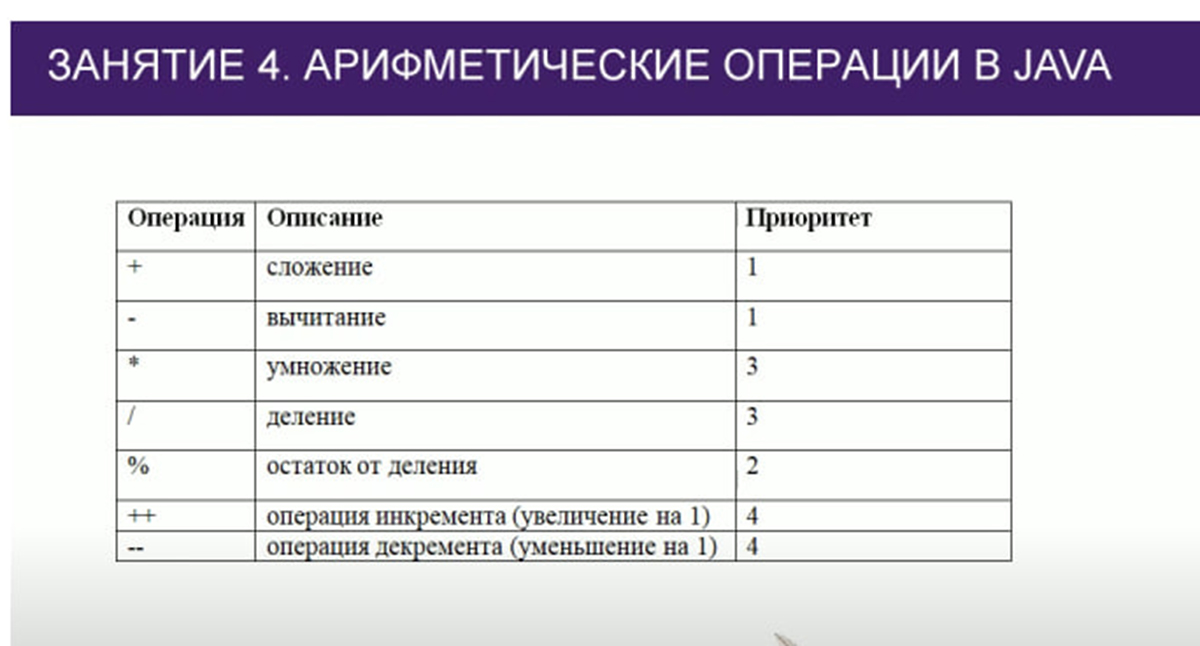 ЗАНЯТИЕ 4. АРИФМЕТИЧЕСКИЕ ОПЕРАЦИИ В JAVA
Операция Описание Приоритет
+ сложение 1
- вычитание 1
* умножение 3
/ деление 3
% остаток от деления 2
++ операция инкремента (увеличение на 1) 4
-- операция декремента (уменьшение на 1) 4